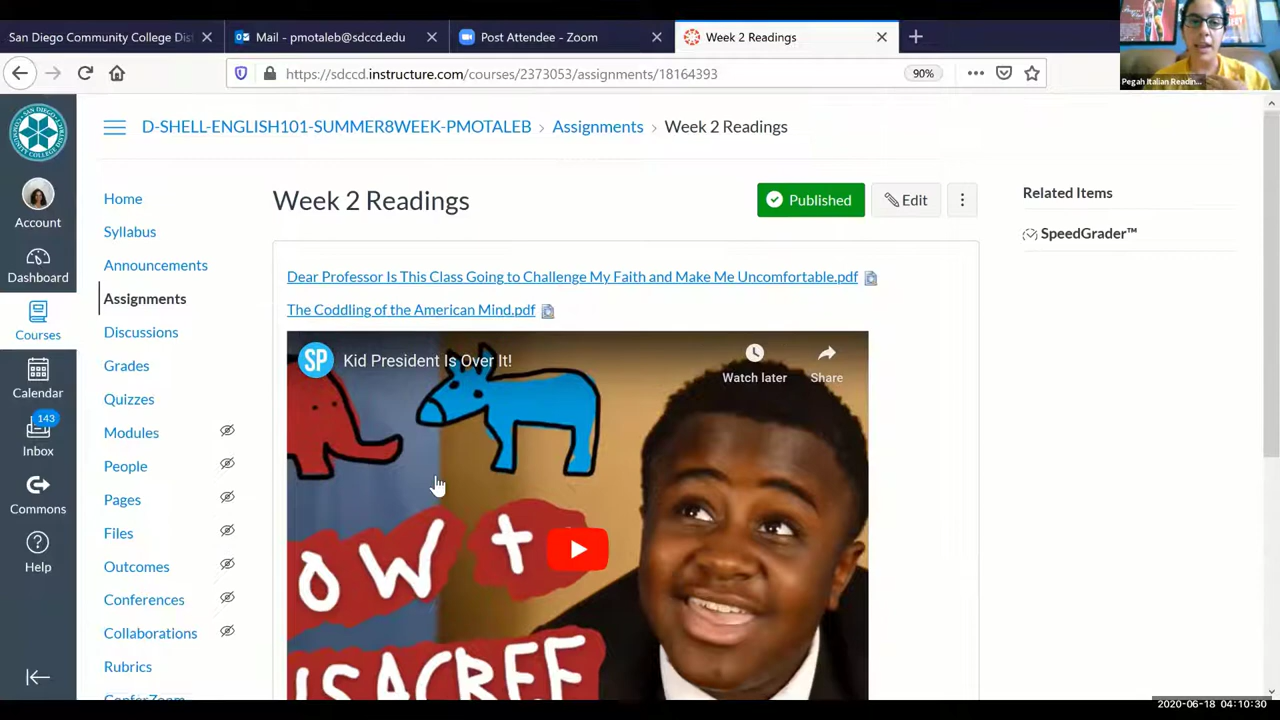 San Diego Community College Dist
Mail - pmotaleb@sdccd.edu
Post Attendee - Zoom
Week 2 Readings
https://sdccd.instructure.com/courses/2373053/assignments/18164393
90%
Pegah Italian Readin...
D-SHELL-ENGLISH101-SUMMER8WEEK-PMOTALEB > Assignments > Week 2 Readings
Account
Dashboard
Courses
Calendar
143
Inbox
Commons
Help
Home
Syllabus
Announcements
Assignments
Discussions
Grades
Quizzes
Modules
People
Pages
Files
Outcomes
Conferences
Collaborations
Rubrics
ConferZoom
Week 2 Readings
Published
Edit
Dear Professor Is This Class Going to Challenge My Faith and Make Me Uncomfortable.pdf
The Coddling of the American Mind.pdf
SP
Kid President Is Over It!
Watch later
Share
OW t
ISAGREE
Related Items
SpeedGrader™
2020-06-18 04:10:30